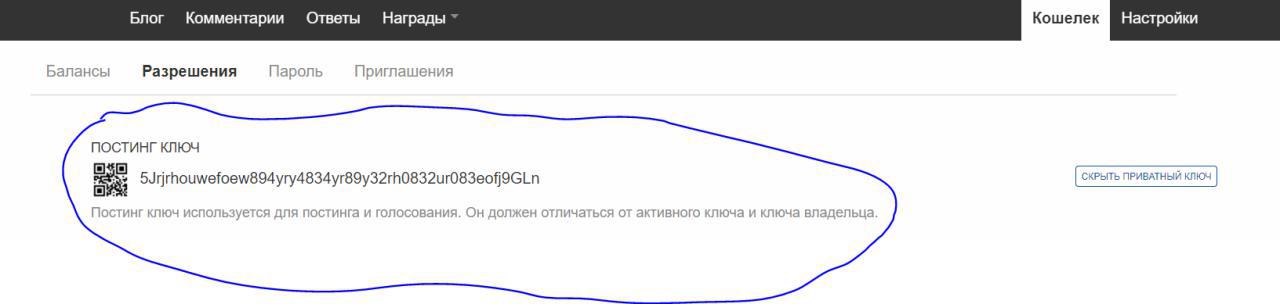 Блог Комментарии Ответы Награды Кошелек Настройки
Балансы Разрешения Пароль Приглашения
ПОСТИНГ КЛЮЧ
5Jrjrhouwefoew894yry4834yr89y32rh0832ur083eofj9GLn
СКРЫТЬ ПРИВАТНЫЙ КЛЮЧ
Постинг ключ используется для постинга и голосования. Он должен отличаться от активного ключа и ключа владельца.